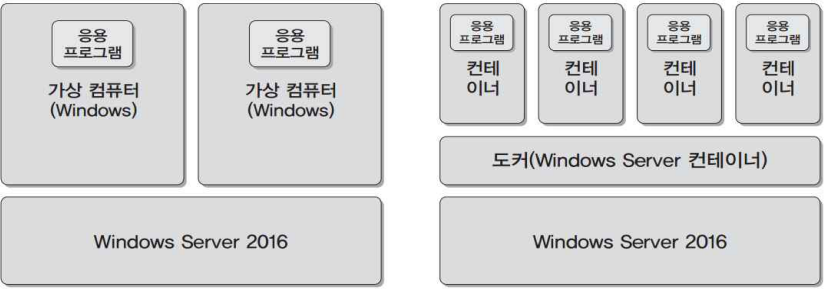 응용
프로그램
가상 컴퓨터
(Windows)
응용
프로그램
가상 컴퓨터
(Windows)
Windows Server 2016
응용
프로그램
컨테
이너
응용
프로그램
컨테
이너
응용
프로그램
컨테
이너
응용
프로그램
컨테
이너
도커(Windows Server 컨테이너)
Windows Server 2016